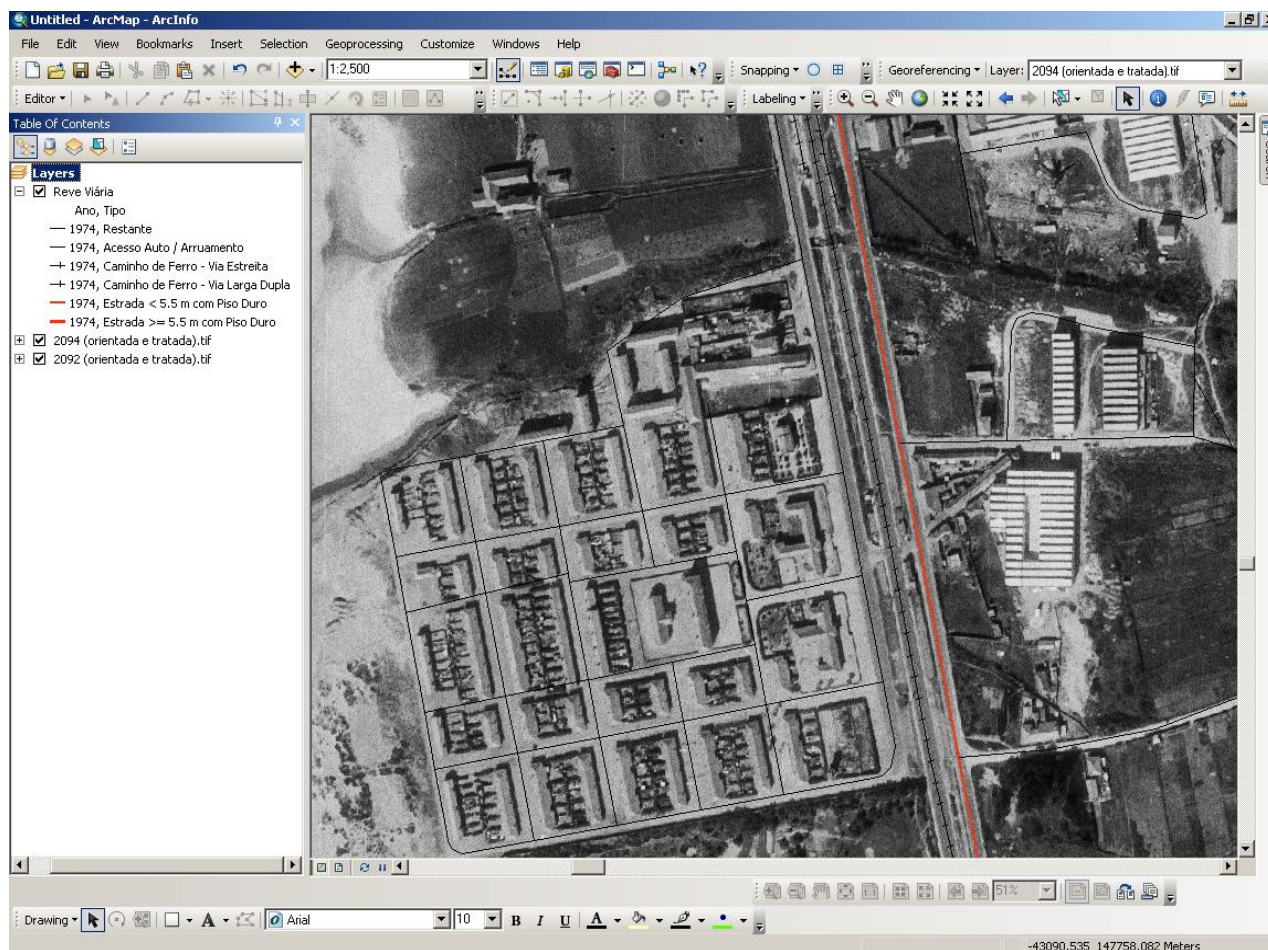 Untitled - ArcMap - ArcInfo
File Edit View Bookmarks Insert Selection Geoprocessing Customize Windows Help
1:2,500 Snapping Georeferencing Layer: 2094 (orientada e tratada).tif
Editor Labeling
Table Of Contents
Layers
Reve Viária
Ano, Tipo
1974, Restante
1974, Acesso Auto / Arruamento
1974, Caminho de Ferro - Via Estreita
1974, Caminho de Ferro - Via Larga Dupla
1974, Estrada < 5.5 m com Piso Duro
1974, Estrada >= 5.5 m com Piso Duro
2094 (orientada e tratada).tif
2092 (orientada e tratada).tif
51%
Drawing A Arial 10 B I U A
-43090,535 147758,082 Meters